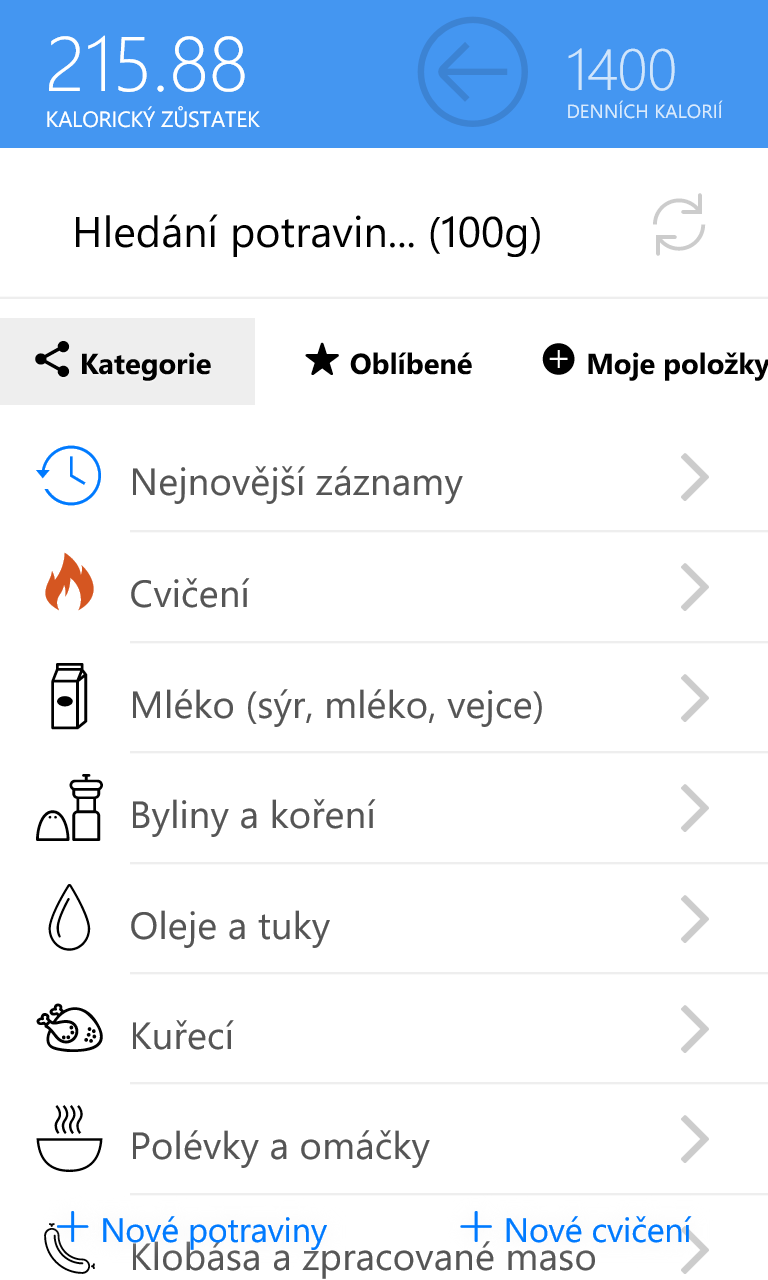 215.88
KALORICKÝ ZŮSTATEK
1400
DENNÍCH KALORIÍ
Hledání potravin... (100g)
Kategorie
Oblíbené
Moje položky
Nejnovější záznamy
Cvičení
Mléko (sýr, mléko, vejce)
Byliny a koření
Oleje a tuky
Kuřecí
Polévky a omáčky
Nové potraviny
Nové cvičení
Klobása a zpracované maso